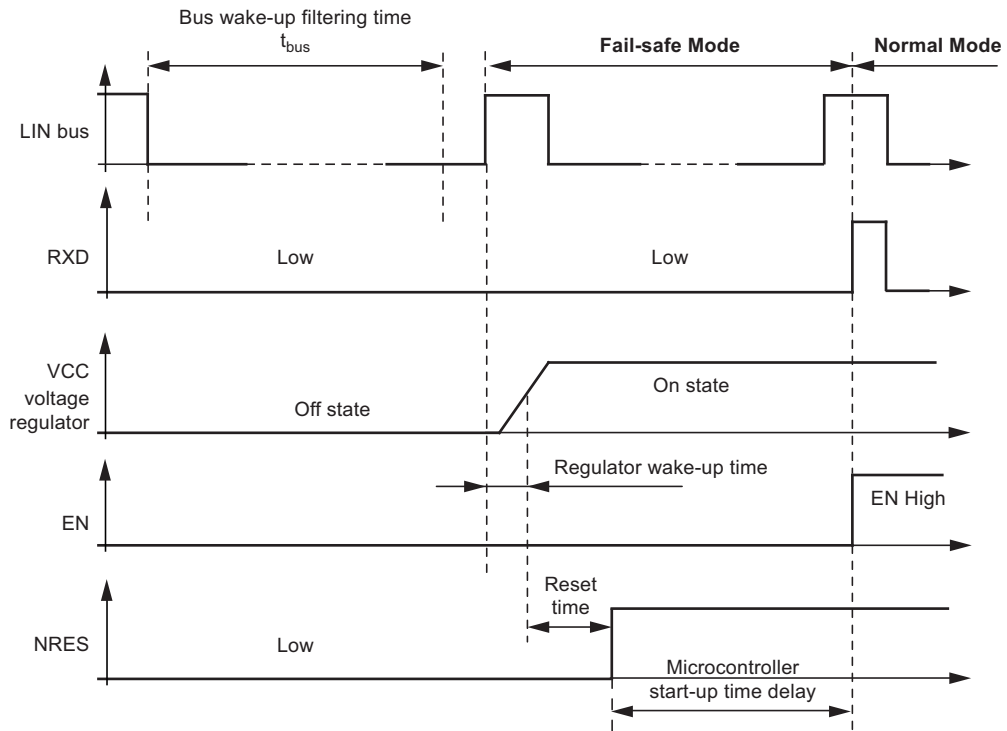 Bus wake-up filtering time
tbus
Fail-safe Mode
Normal Mode
LIN bus
RXD
Low
Low
VCC
voltage
regulator
Off state
On state
Regulator wake-up time
EN
EN High
Reset
time
NRES
Low
Microcontroller
start-up time delay